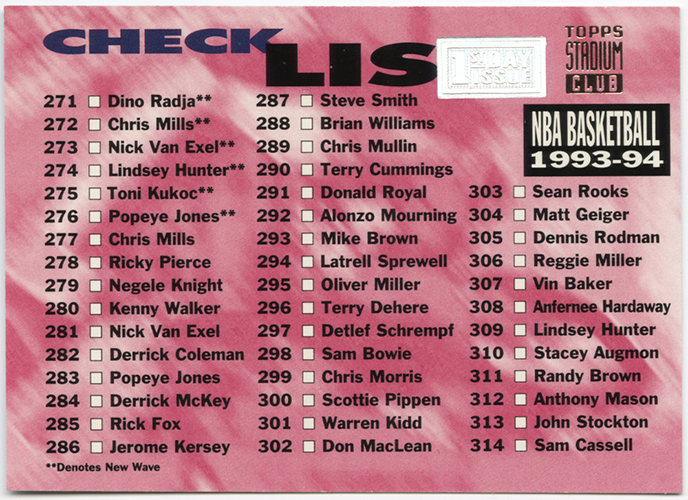 CHECK
LIS
1ST DAY
ISSUE
TOPPS
STADIUM
CLUB
NBA BASKETBALL
1993-94
271 Dino Radja**
272 Chris Mills**
273 Nick Van Exel**
274 Lindsey Hunter**
275 Toni Kukoc**
276 Popeye Jones**
277 Chris Mills
278 Ricky Pierce
279 Negele Knight
280 Kenny Walker
281 Nick Van Exel
282 Derrick Coleman
283 Popeye Jones
284 Derrick McKey
285 Rick Fox
286 Jerome Kersey
**Denotes New Wave
287 Steve Smith
288 Brian Williams
289 Chris Mullin
290 Terry Cummings
291 Donald Royal
292 Alonzo Mourning
293 Mike Brown
294 Latrell Sprewell
295 Oliver Miller
296 Terry Dehere
297 Detlef Schrempf
298 Sam Bowie
299 Chris Morris
300 Scottie Pippen
301 Warren Kidd
302 Don MacLean
303 Sean Rooks
304 Matt Geiger
305 Dennis Rodman
306 Reggie Miller
307 Vin Baker
308 Anfernee Hardaway
309 Lindsey Hunter
310 Stacey Augmon
311 Randy Brown
312 Anthony Mason
313 John Stockton
314 Sam Cassell